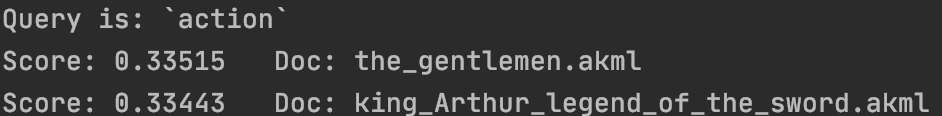 Query is: `action`
Score: 0.33515   Doc: the_gentlemen.akml
Score: 0.33443   Doc: king_Arthur_legend_of_the_sword.akml